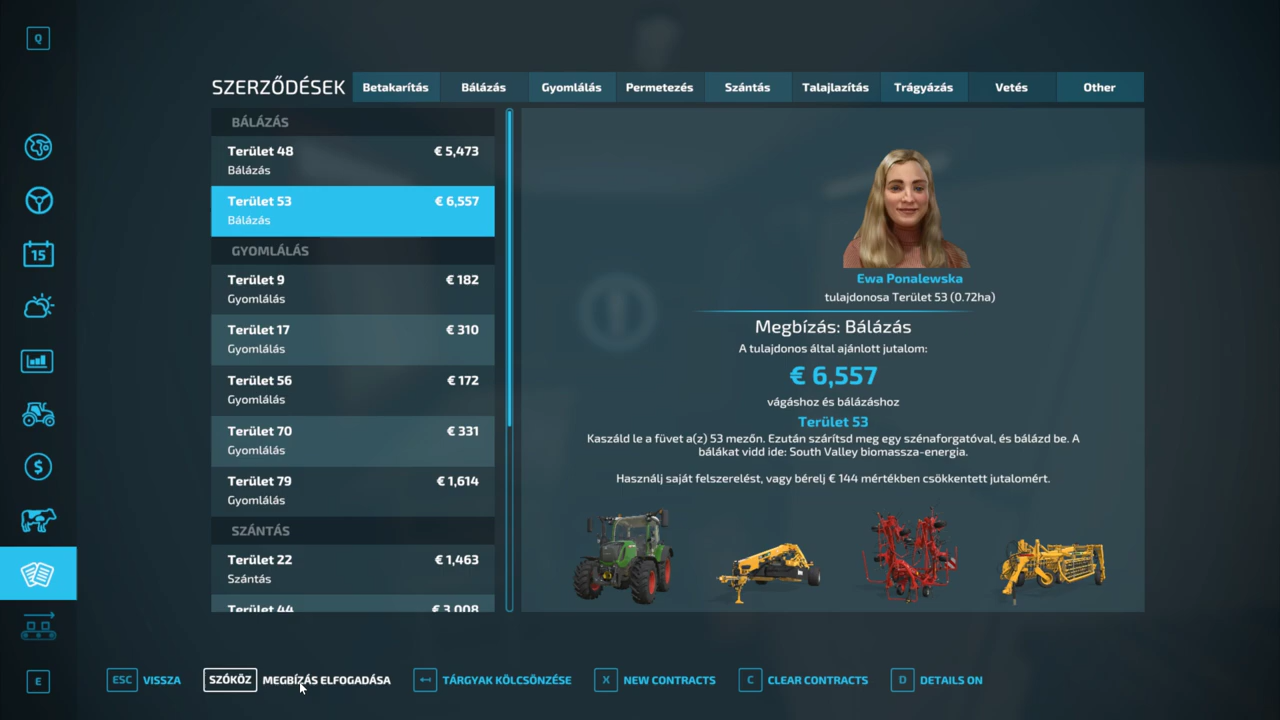 Q
SZERZŐDÉSEK
Betakarítás
Bálázás
Gyomlálás
Permetezés
Szántás
Talajlazítás
Trágyázás
Vetés
Other
BÁLÁZÁS
Terület 48 € 5,473
Bálázás
Terület 53 € 6,557
Bálázás
GYOMLÁLÁS
Terület 9 € 182
Gyomlálás
Terület 17 € 310
Gyomlálás
Terület 56 € 172
Gyomlálás
Terület 70 € 331
Gyomlálás
Terület 79 € 1,614
Gyomlálás
SZÁNTÁS
Terület 22 € 1,463
Szántás
Terület 44 € 3,008
15
$
E
Ewa Ponalewska
tulajdonosa Terület 53 (0.72ha)
Megbízás: Bálázás
A tulajdonos által ajánlott jutalom:
€ 6,557
vágáshoz és bálázáshoz
Terület 53
Kaszáld le a füvet a(z) 53 mezőn. Ezután szárítsd meg egy szénaforgatóval, és bálázd be. A
bálákat vidd ide: South Valley biomassza-energia.
Használj saját felszerelést, vagy bérelj € 144 mértékben csökkentett jutalomért.
ESC VISSZA
SZÓKÖZ MEGBÍZÁS ELFOGADÁSA
TÁRGYAK KÖLCSÖNZÉSE
X NEW CONTRACTS
C CLEAR CONTRACTS
D DETAILS ON